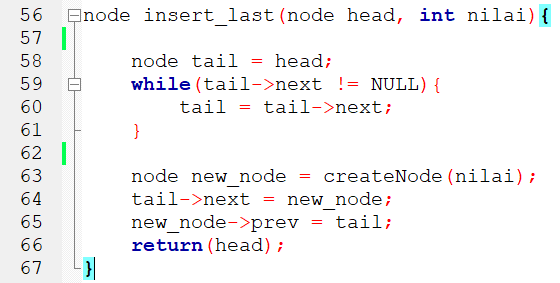 56 node insert_last(node head, int nilai){
57
58 node tail = head;
59 while(tail->next != NULL){
60 tail = tail->next;
61 }
62
63 node new_node = createNode(nilai);
64 tail->next = new_node;
65 new_node->prev = tail;
66 return(head);
67 }